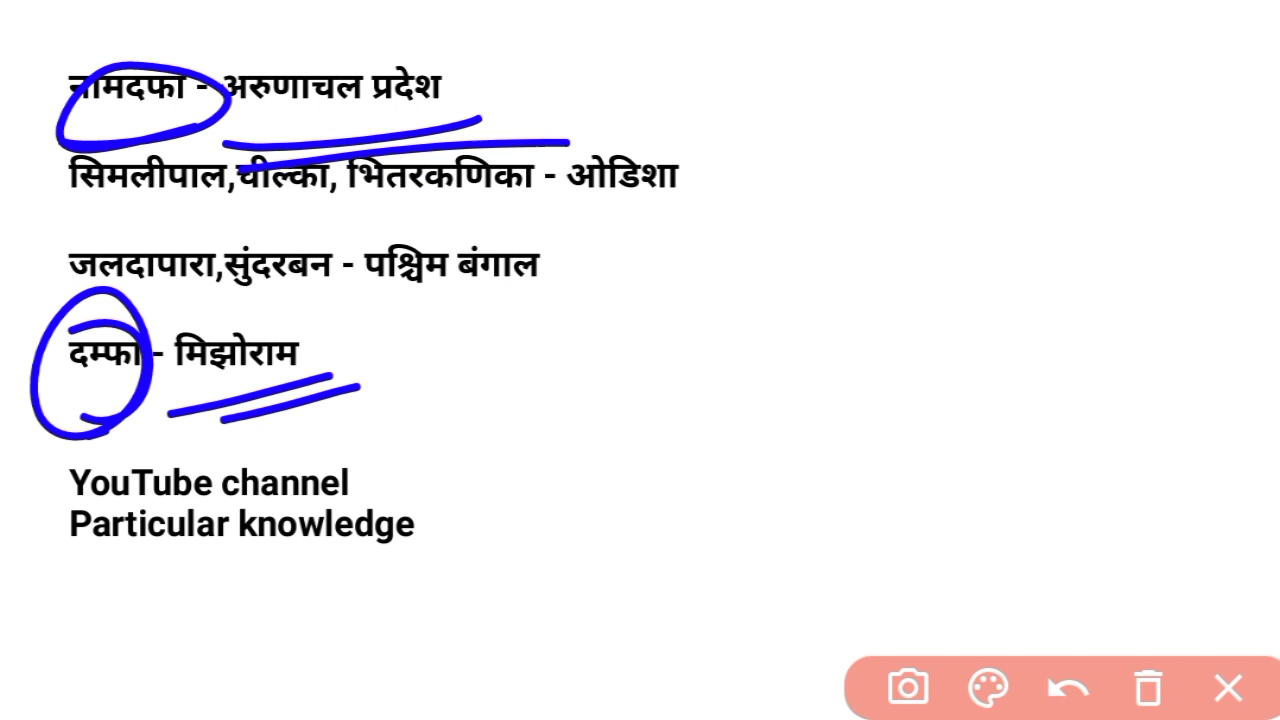 नामदफा - अरुणाचल प्रदेश
सिमलीपाल,चील्का, भितरकणिका - ओडिशा
जलदापारा,सुंदरबन - पश्चिम बंगाल
दम्फा - मिझोराम
YouTube channel
Particular knowledge